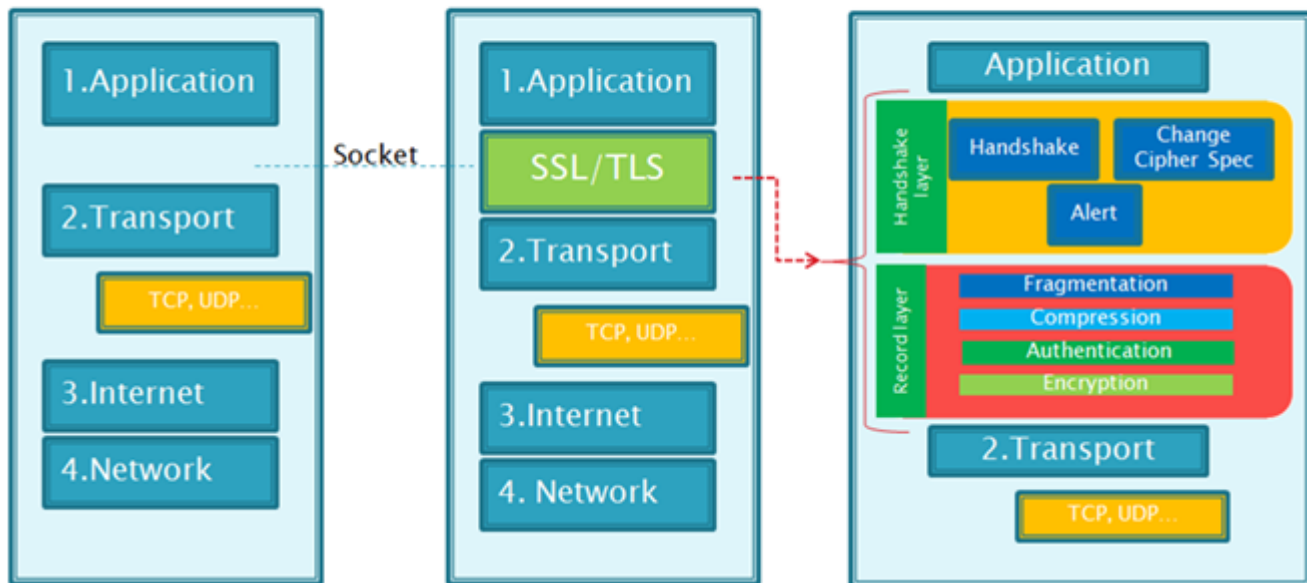 1.Application
2.Transport
TCP, UDP...
3.Internet
4.Network
Socket
1.Application
SSL/TLS
2.Transport
TCP, UDP...
3.Internet
4. Network
Application
Handshake
layer
Handshake
Change
Cipher Spec
Alert
Record layer
Fragmentation
Compression
Authentication
Encryption
2.Transport
TCP, UDP...